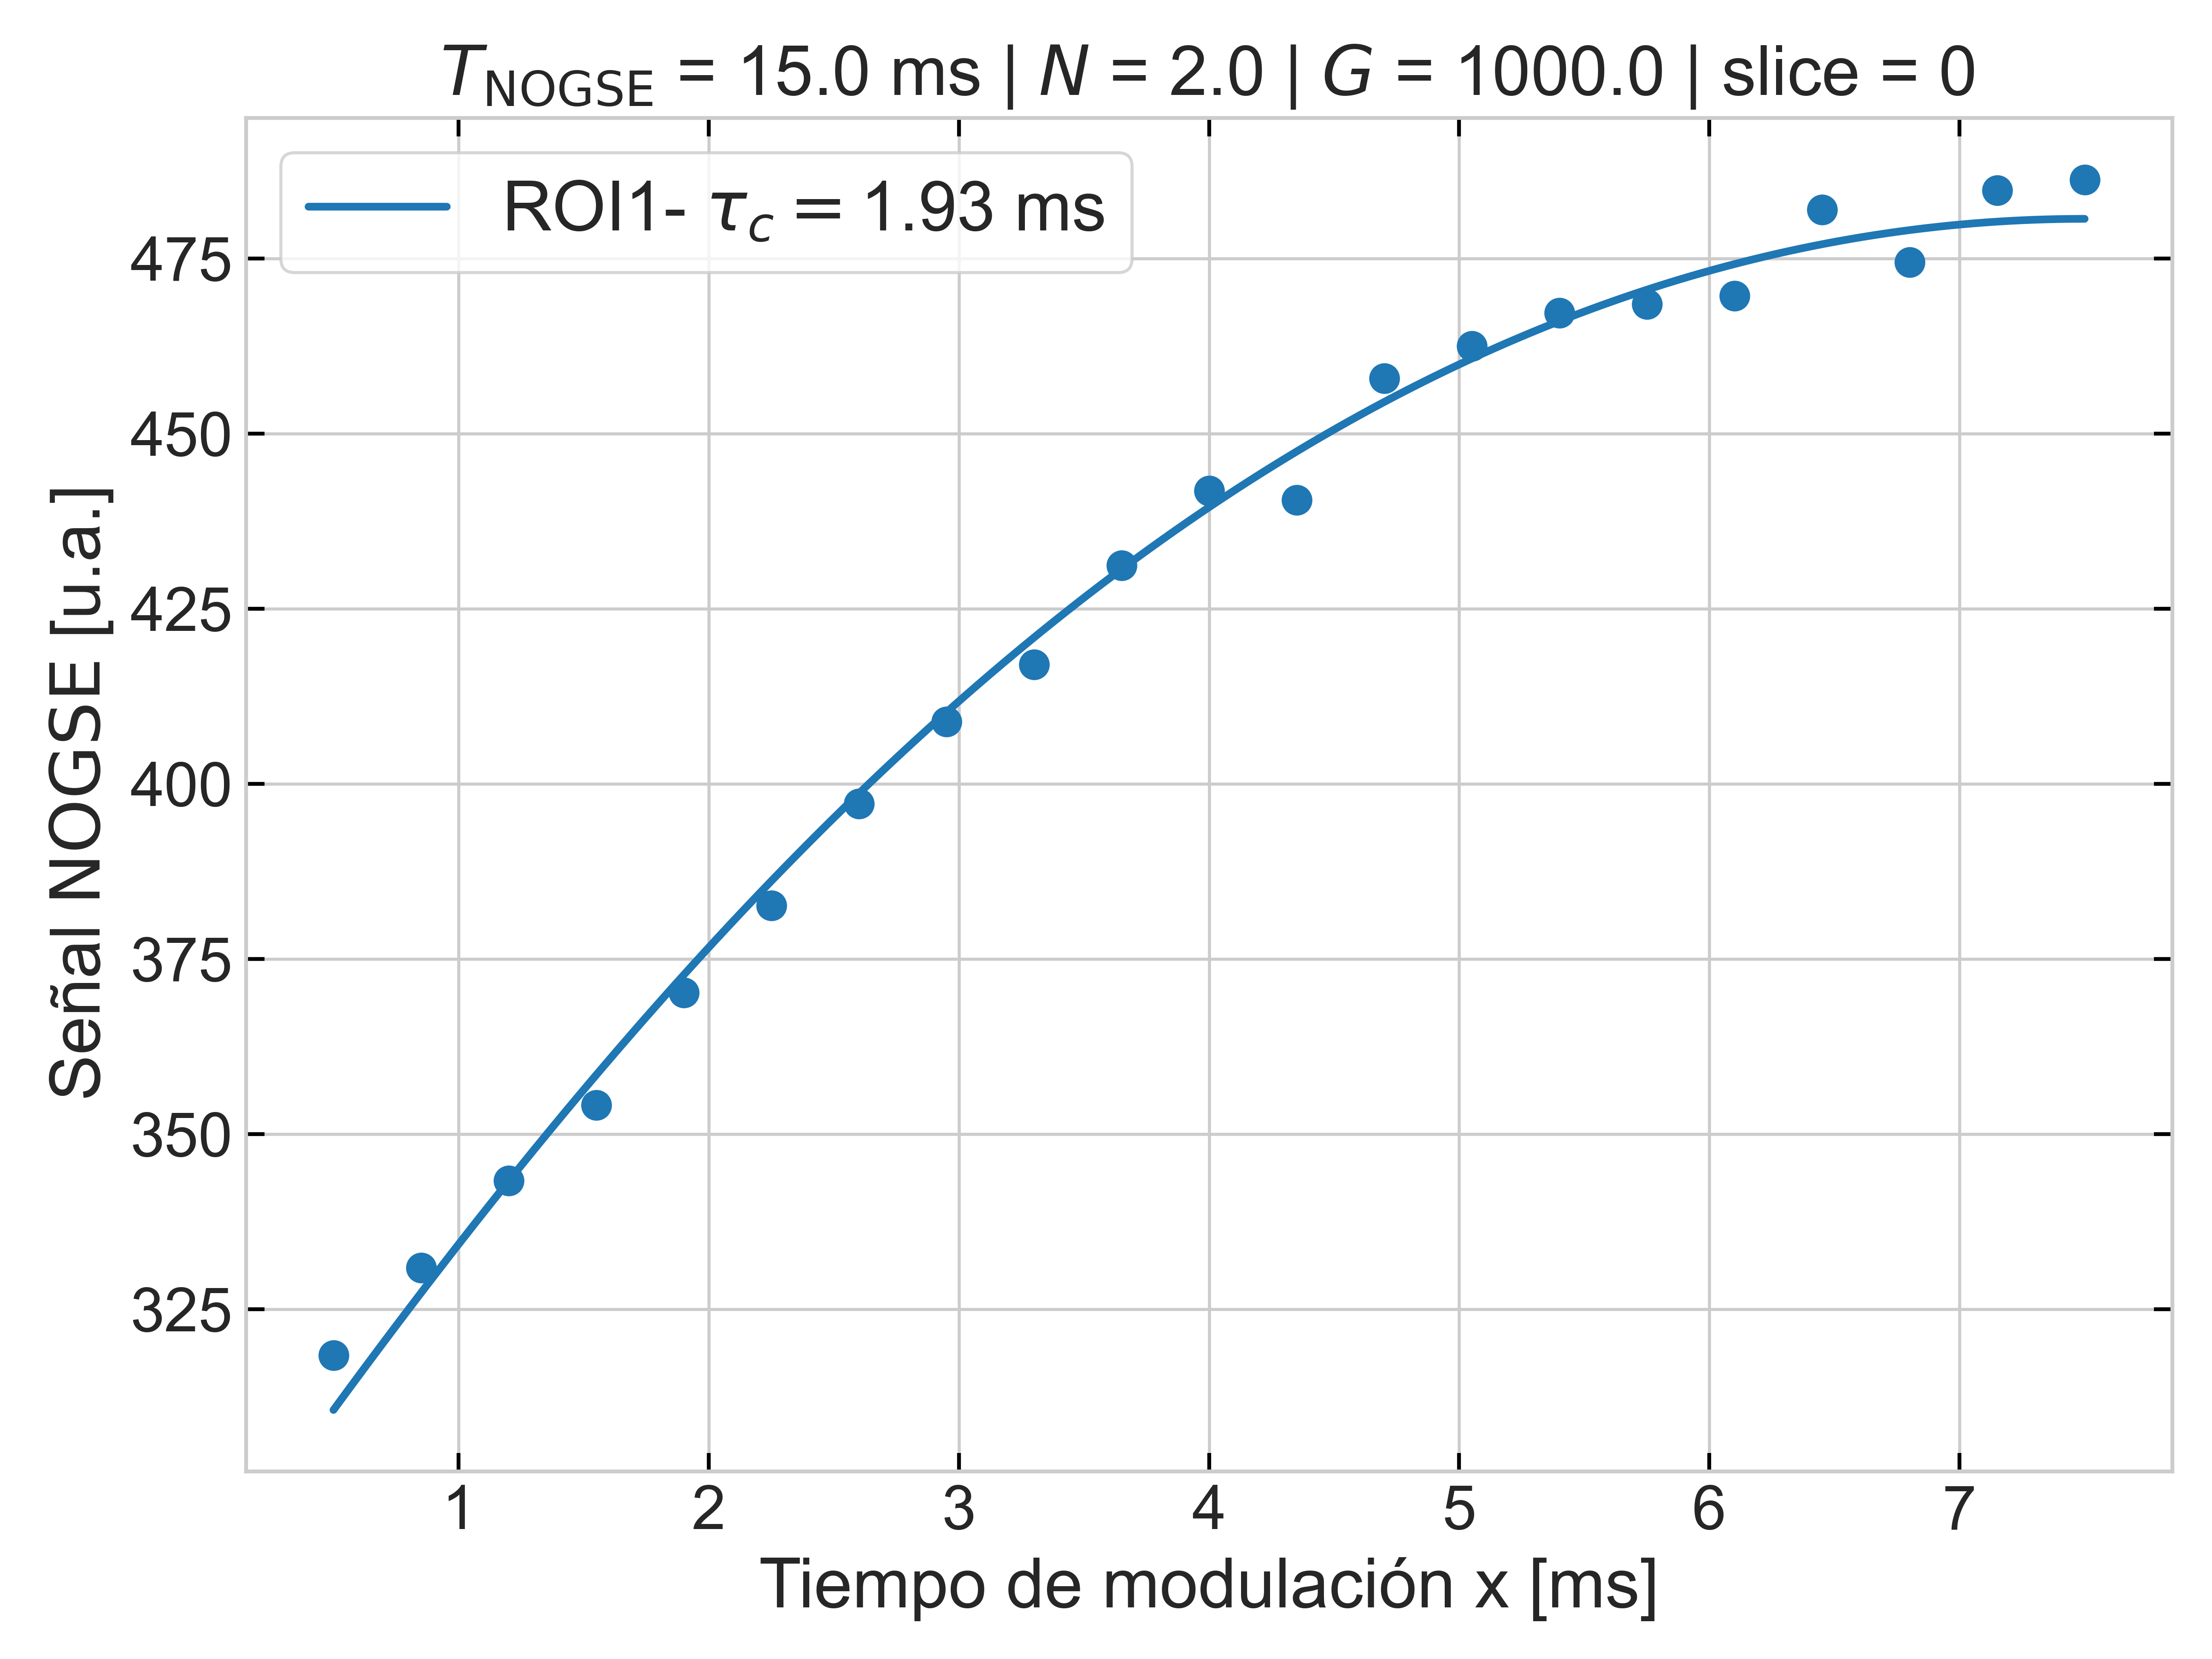 T_NOGSE = 15.0 ms | N = 2.0 | G = 1000.0 | slice = 0
ROI1- τ_c = 1.93 ms
Señal NOGSE [u.a.]
475
450
425
400
375
350
325
1 2 3 4 5 6 7
Tiempo de modulación x [ms]